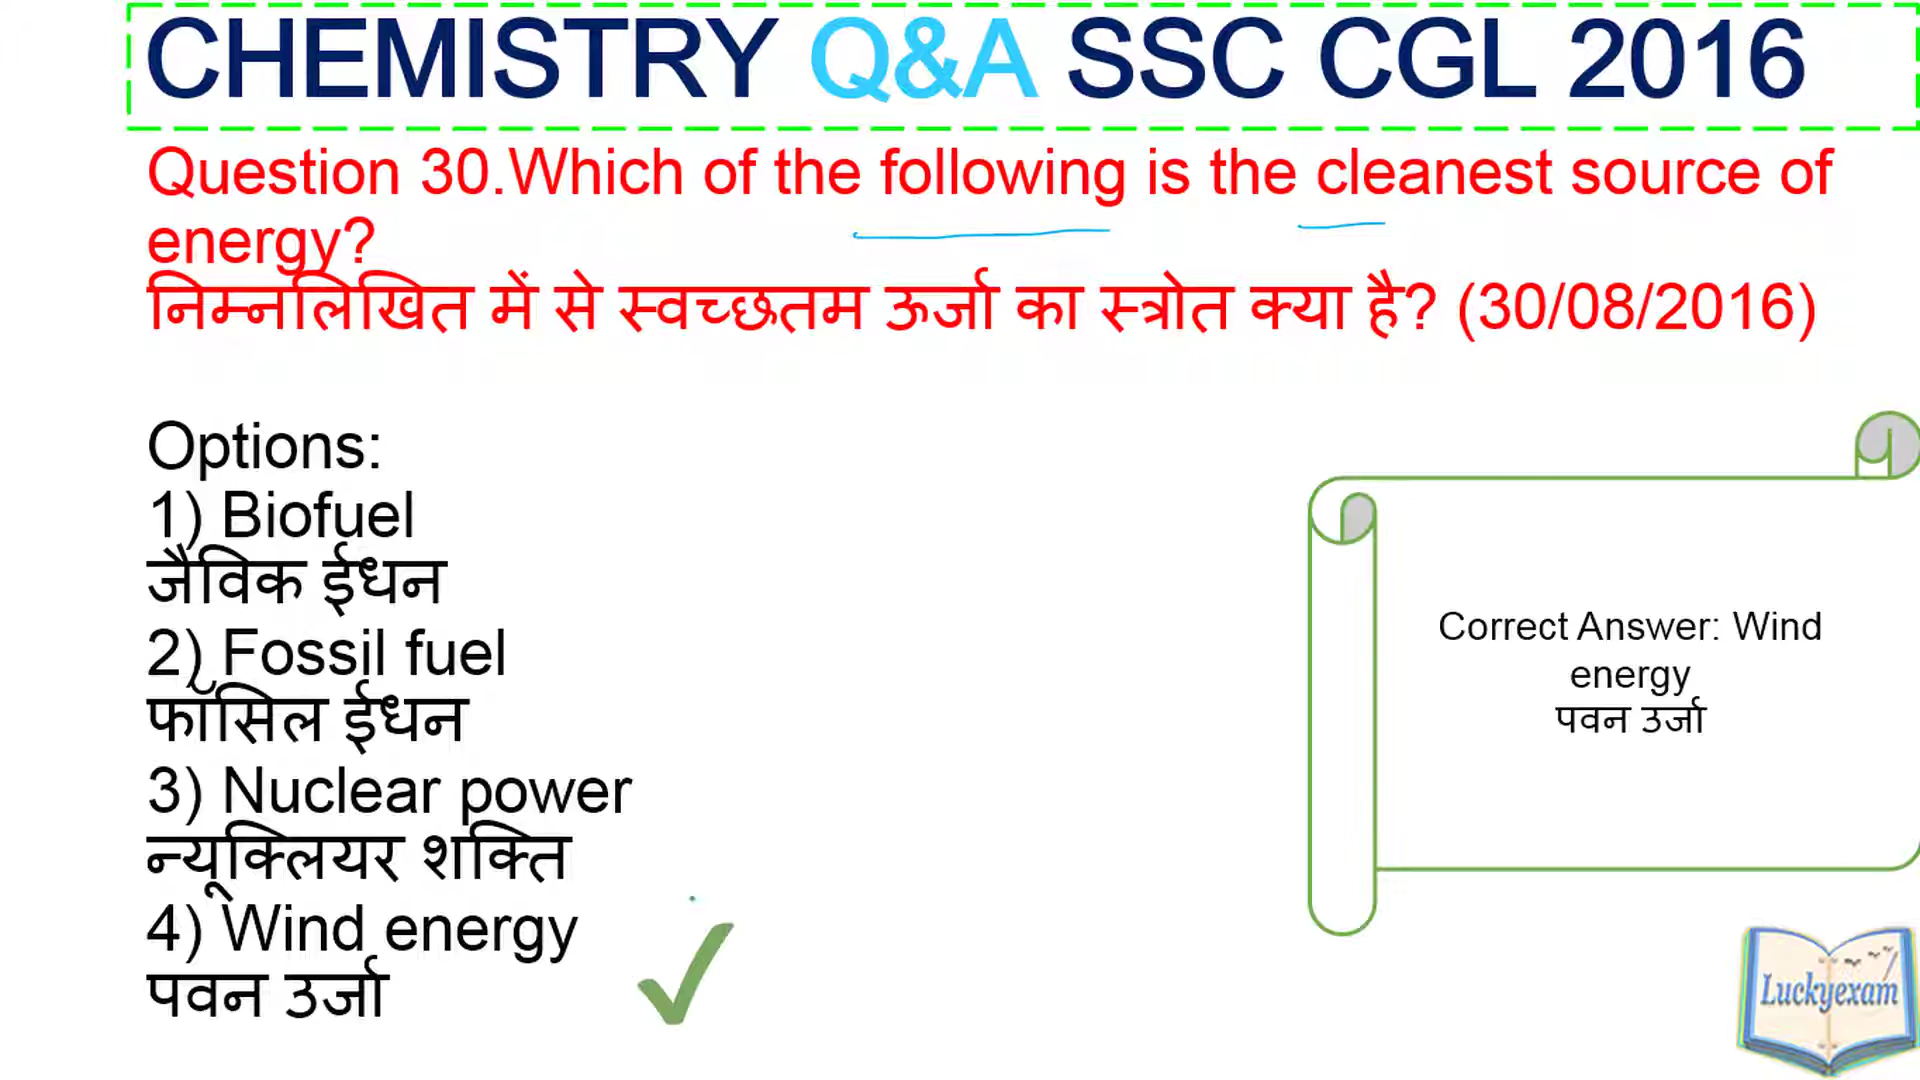 CHEMISTRY Q&A SSC CGL 2016
Question 30.Which of the following is the cleanest source of
energy?
निम्नलिखित में से स्वच्छतम ऊर्जा का स्त्रोत क्या है? (30/08/2016)
Options:
1) Biofuel
जैविक ईधन
2) Fossil fuel
फॉसिल ईधन
3) Nuclear power
न्यूक्लियर शक्ति
4) Wind energy
पवन उर्जा
Correct Answer: Wind
energy
पवन उर्जा
Luckyexam